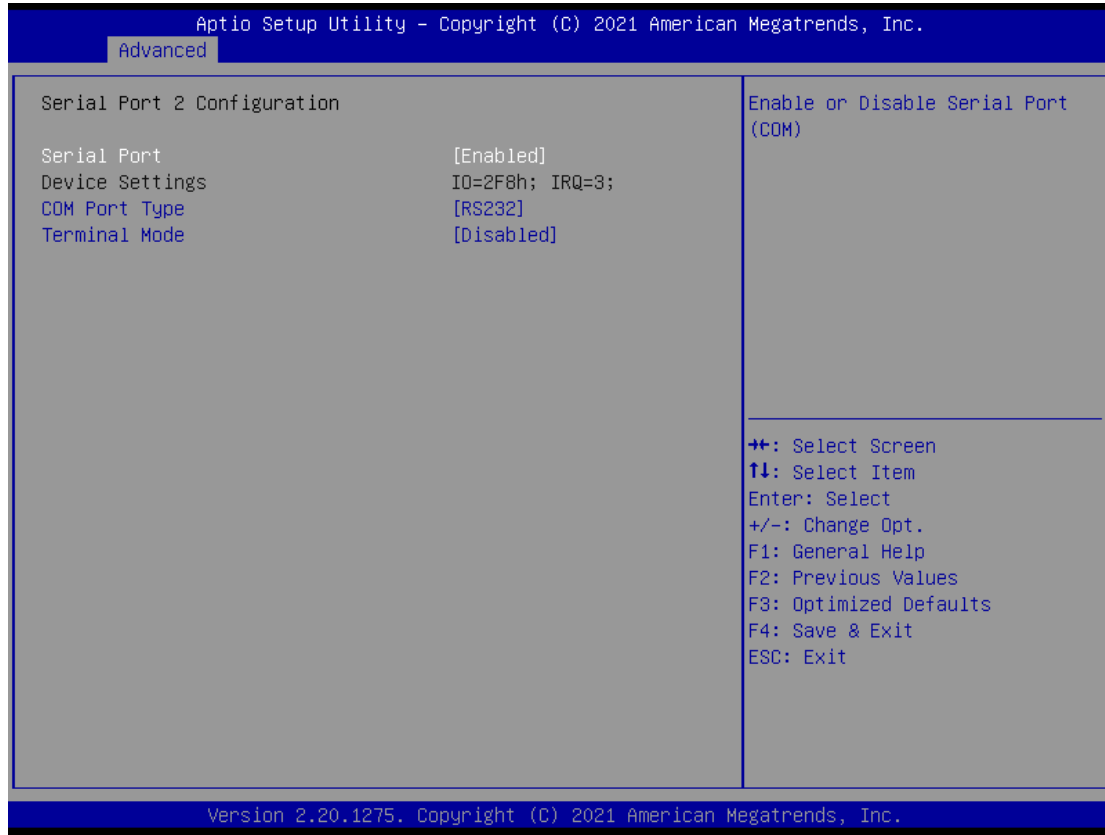 Aptio Setup Utility – Copyright (C) 2021 American Megatrends, Inc.
Advanced
Serial Port 2 Configuration
Serial Port [Enabled]
Device Settings IO=2F8h; IRQ=3;
COM Port Type [RS232]
Terminal Mode [Disabled]
Enable or Disable Serial Port
(COM)
→←: Select Screen
↑↓: Select Item
Enter: Select
+/-: Change Opt.
F1: General Help
F2: Previous Values
F3: Optimized Defaults
F4: Save & Exit
ESC: Exit
Version 2.20.1275. Copyright (C) 2021 American Megatrends, Inc.